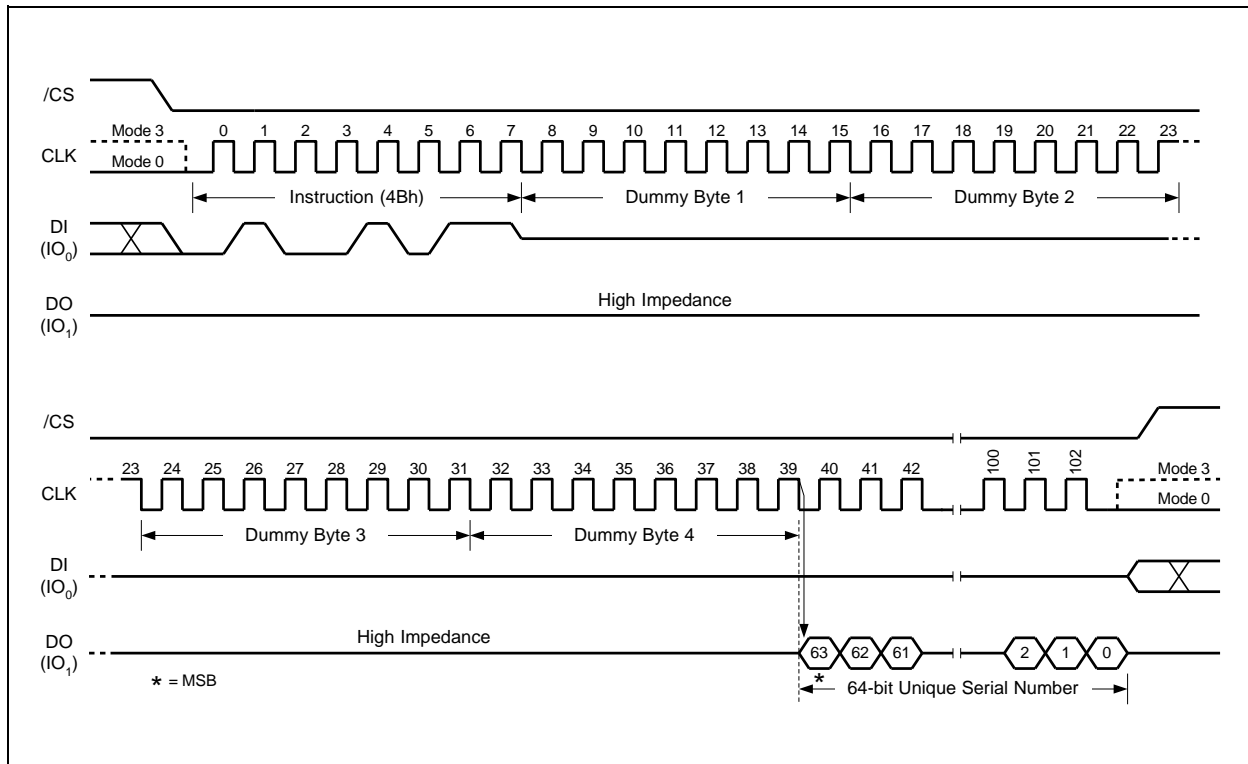 /CS
0 1 2 3 4 5 6 7 8 9 10 11 12 13 14 15 16 17 18 19 20 21 22 23
Mode 3
CLK
Mode 0
Instruction (4Bh) Dummy Byte 1 Dummy Byte 2
DI
(IO0)
High Impedance
DO
(IO1)
/CS
23 24 25 26 27 28 29 30 31 32 33 34 35 36 37 38 39 40 41 42 100 101 102
Mode 3
CLK
Mode 0
Dummy Byte 3 Dummy Byte 4
DI
(IO0)
High Impedance
DO
(IO1)
63 62 61 2 1 0
* = MSB
* 64-bit Unique Serial Number